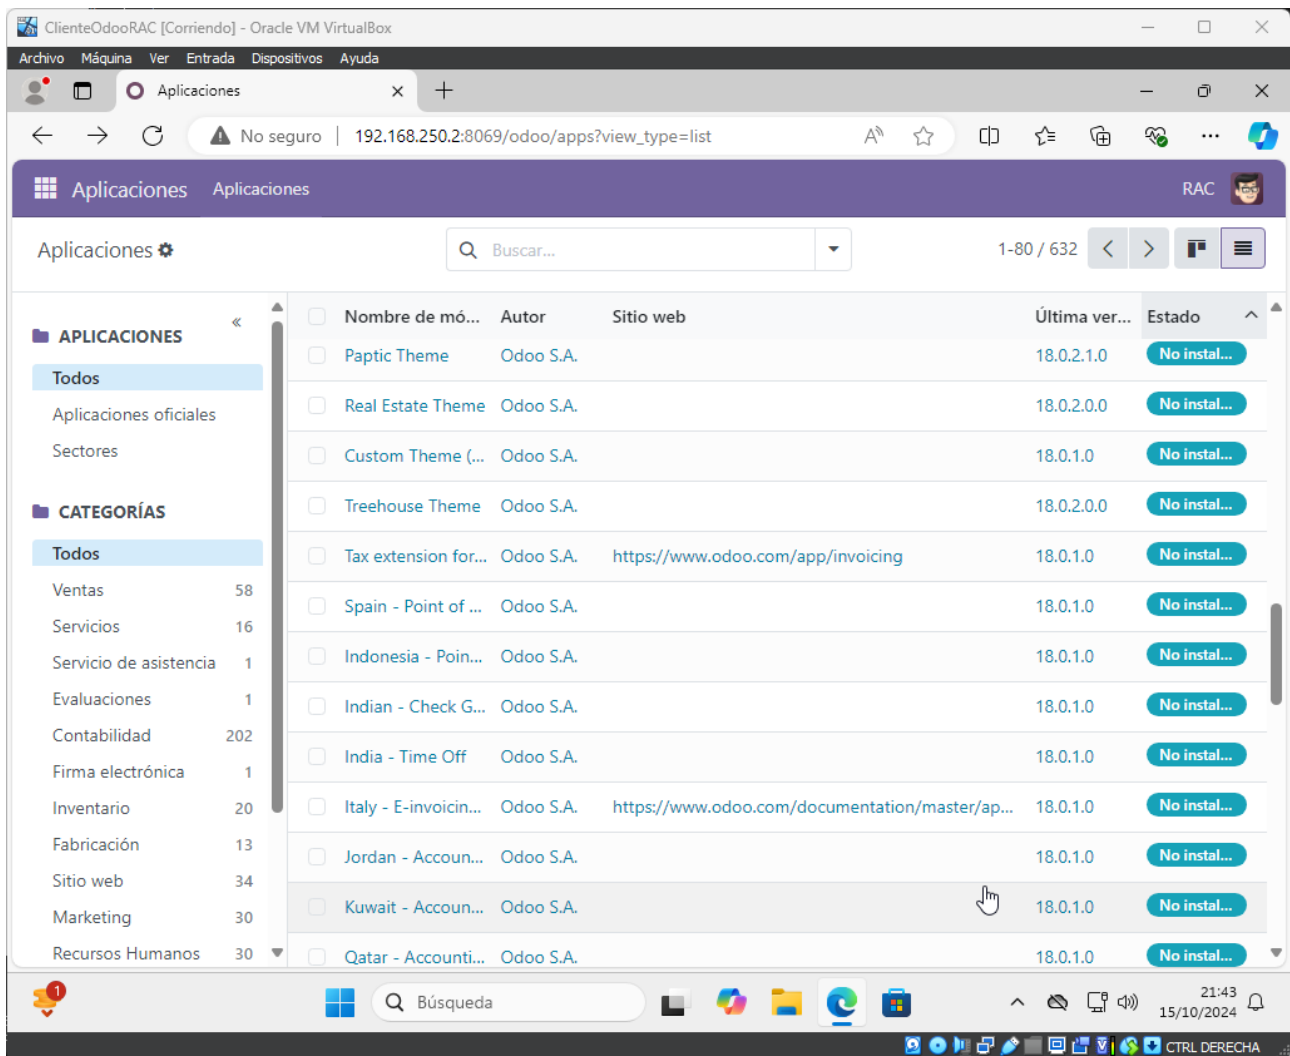 ClienteOdooRAC [Corriendo] - Oracle VM VirtualBox
Archivo Máquina Ver Entrada Dispositivos Ayuda
Aplicaciones
No seguro 192.168.250.2:8069/odoo/apps?view_type=list
Aplicaciones Aplicaciones RAC
Aplicaciones Buscar... 1-80 / 632
APLICACIONES
Todos
Aplicaciones oficiales
Sectores
CATEGORÍAS
Todos
Ventas 58
Servicios 16
Servicio de asistencia 1
Evaluaciones 1
Contabilidad 202
Firma electrónica 1
Inventario 20
Fabricación 13
Sitio web 34
Marketing 30
Recursos Humanos 30
Nombre de mó... Autor Sitio web Última ver... Estado
Paptic Theme Odoo S.A. 18.0.2.1.0 No instal...
Real Estate Theme Odoo S.A. 18.0.2.0.0 No instal...
Custom Theme (... Odoo S.A. 18.0.1.0 No instal...
Treehouse Theme Odoo S.A. 18.0.2.0.0 No instal...
Tax extension for... Odoo S.A. https://www.odoo.com/app/invoicing 18.0.1.0 No instal...
Spain - Point of ... Odoo S.A. 18.0.1.0 No instal...
Indonesia - Poin... Odoo S.A. 18.0.1.0 No instal...
Indian - Check G... Odoo S.A. 18.0.1.0 No instal...
India - Time Off Odoo S.A. 18.0.1.0 No instal...
Italy - E-invoicin... Odoo S.A. https://www.odoo.com/documentation/master/ap... 18.0.1.0 No instal...
Jordan - Accoun... Odoo S.A. 18.0.1.0 No instal...
Kuwait - Accoun... Odoo S.A. 18.0.1.0 No instal...
Qatar - Accounti... Odoo S.A. 18.0.1.0 No instal...
1
Búsqueda
21:43
15/10/2024
CTRL DERECHA